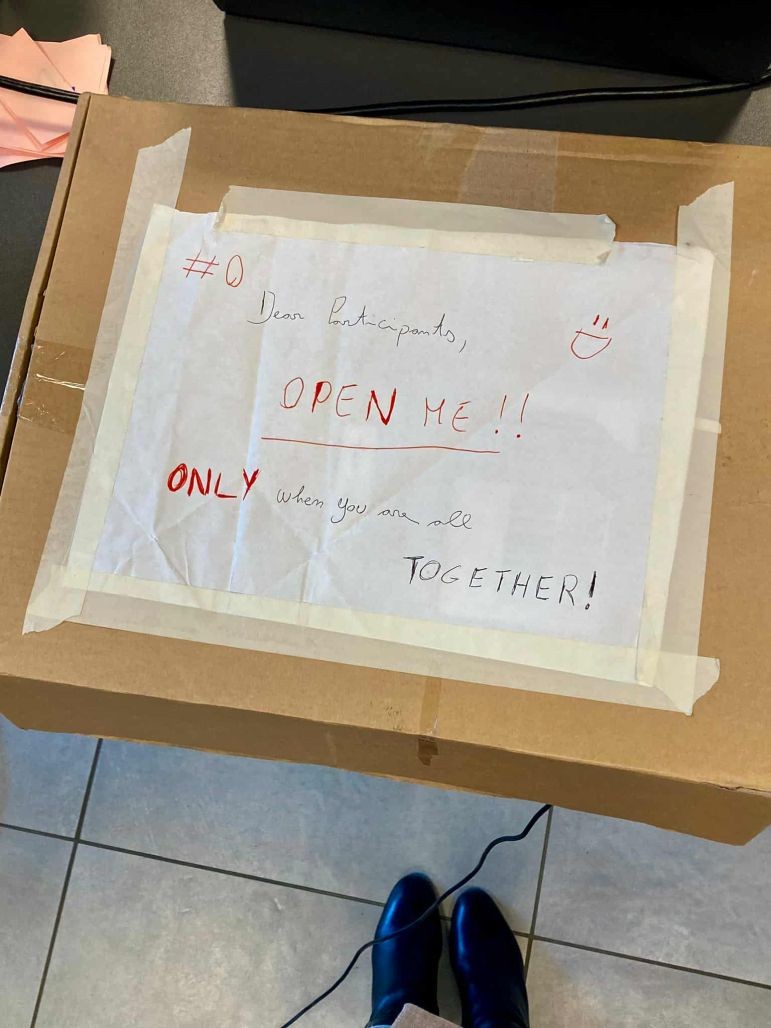 #0
Dear Participants,
OPEN ME!!
ONLY when you are all
TOGETHER!